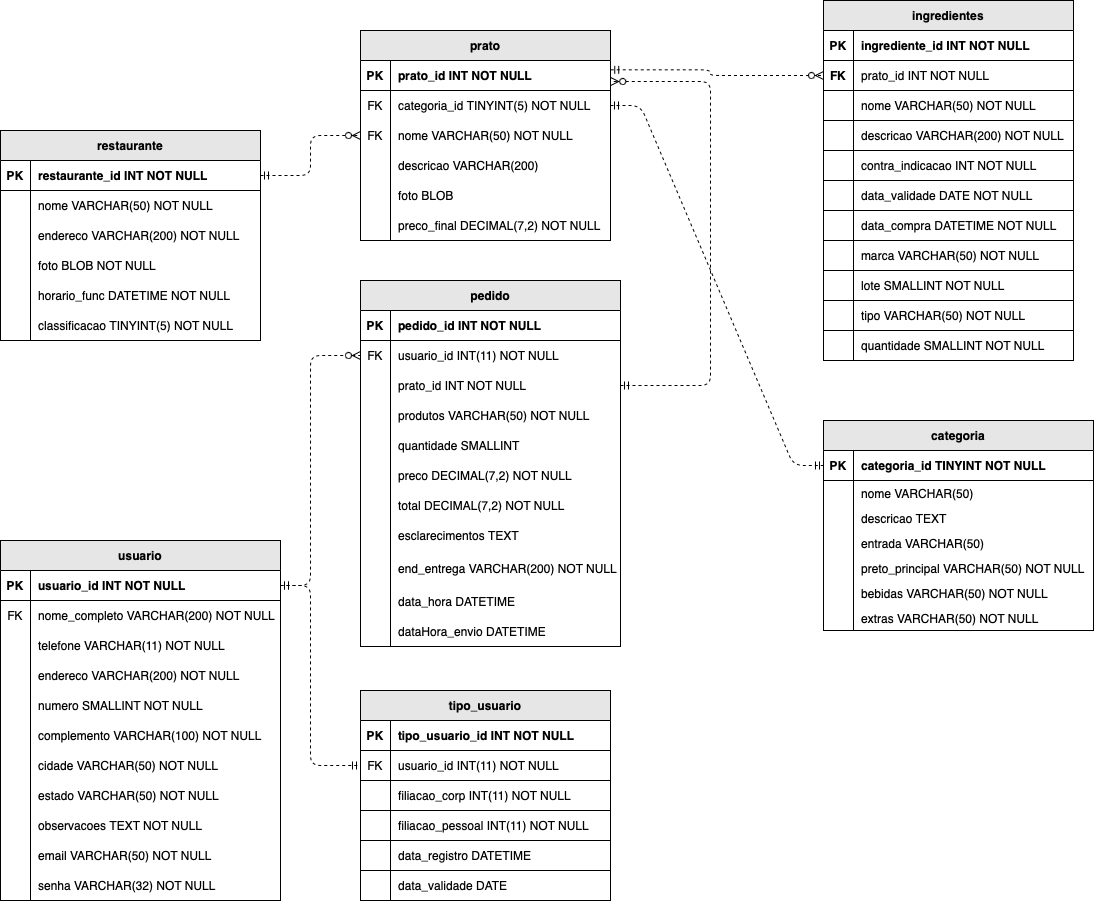 restaurante
PK restaurante_id INT NOT NULL
nome VARCHAR(50) NOT NULL
endereco VARCHAR(200) NOT NULL
foto BLOB NOT NULL
horario_func DATETIME NOT NULL
classificacao TINYINT(5) NOT NULL
prato
PK prato_id INT NOT NULL
FK categoria_id TINYINT(5) NOT NULL
FK nome VARCHAR(50) NOT NULL
descricao VARCHAR(200)
foto BLOB
preco_final DECIMAL(7,2) NOT NULL
ingredientes
PK ingrediente_id INT NOT NULL
FK prato_id INT NOT NULL
nome VARCHAR(50) NOT NULL
descricao VARCHAR(200) NOT NULL
contra_indicacao INT NOT NULL
data_validade DATE NOT NULL
data_compra DATETIME NOT NULL
marca VARCHAR(50) NOT NULL
lote SMALLINT NOT NULL
tipo VARCHAR(50) NOT NULL
quantidade SMALLINT NOT NULL
pedido
PK pedido_id INT NOT NULL
FK usuario_id INT(11) NOT NULL
prato_id INT NOT NULL
produtos VARCHAR(50) NOT NULL
quantidade SMALLINT
preco DECIMAL(7,2) NOT NULL
total DECIMAL(7,2) NOT NULL
esclarecimentos TEXT
end_entrega VARCHAR(200) NOT NULL
data_hora DATETIME
dataHora_envio DATETIME
categoria
PK categoria_id TINYINT NOT NULL
nome VARCHAR(50)
descricao TEXT
entrada VARCHAR(50)
preto_principal VARCHAR(50) NOT NULL
bebidas VARCHAR(50) NOT NULL
extras VARCHAR(50) NOT NULL
usuario
PK usuario_id INT NOT NULL
FK nome_completo VARCHAR(200) NOT NULL
telefone VARCHAR(11) NOT NULL
endereco VARCHAR(200) NOT NULL
numero SMALLINT NOT NULL
complemento VARCHAR(100) NOT NULL
cidade VARCHAR(50) NOT NULL
estado VARCHAR(50) NOT NULL
observacoes TEXT NOT NULL
email VARCHAR(50) NOT NULL
senha VARCHAR(32) NOT NULL
tipo_usuario
PK tipo_usuario_id INT NOT NULL
FK usuario_id INT(11) NOT NULL
filiacao_corp INT(11) NOT NULL
filiacao_pessoal INT(11) NOT NULL
data_registro DATETIME
data_validade DATE